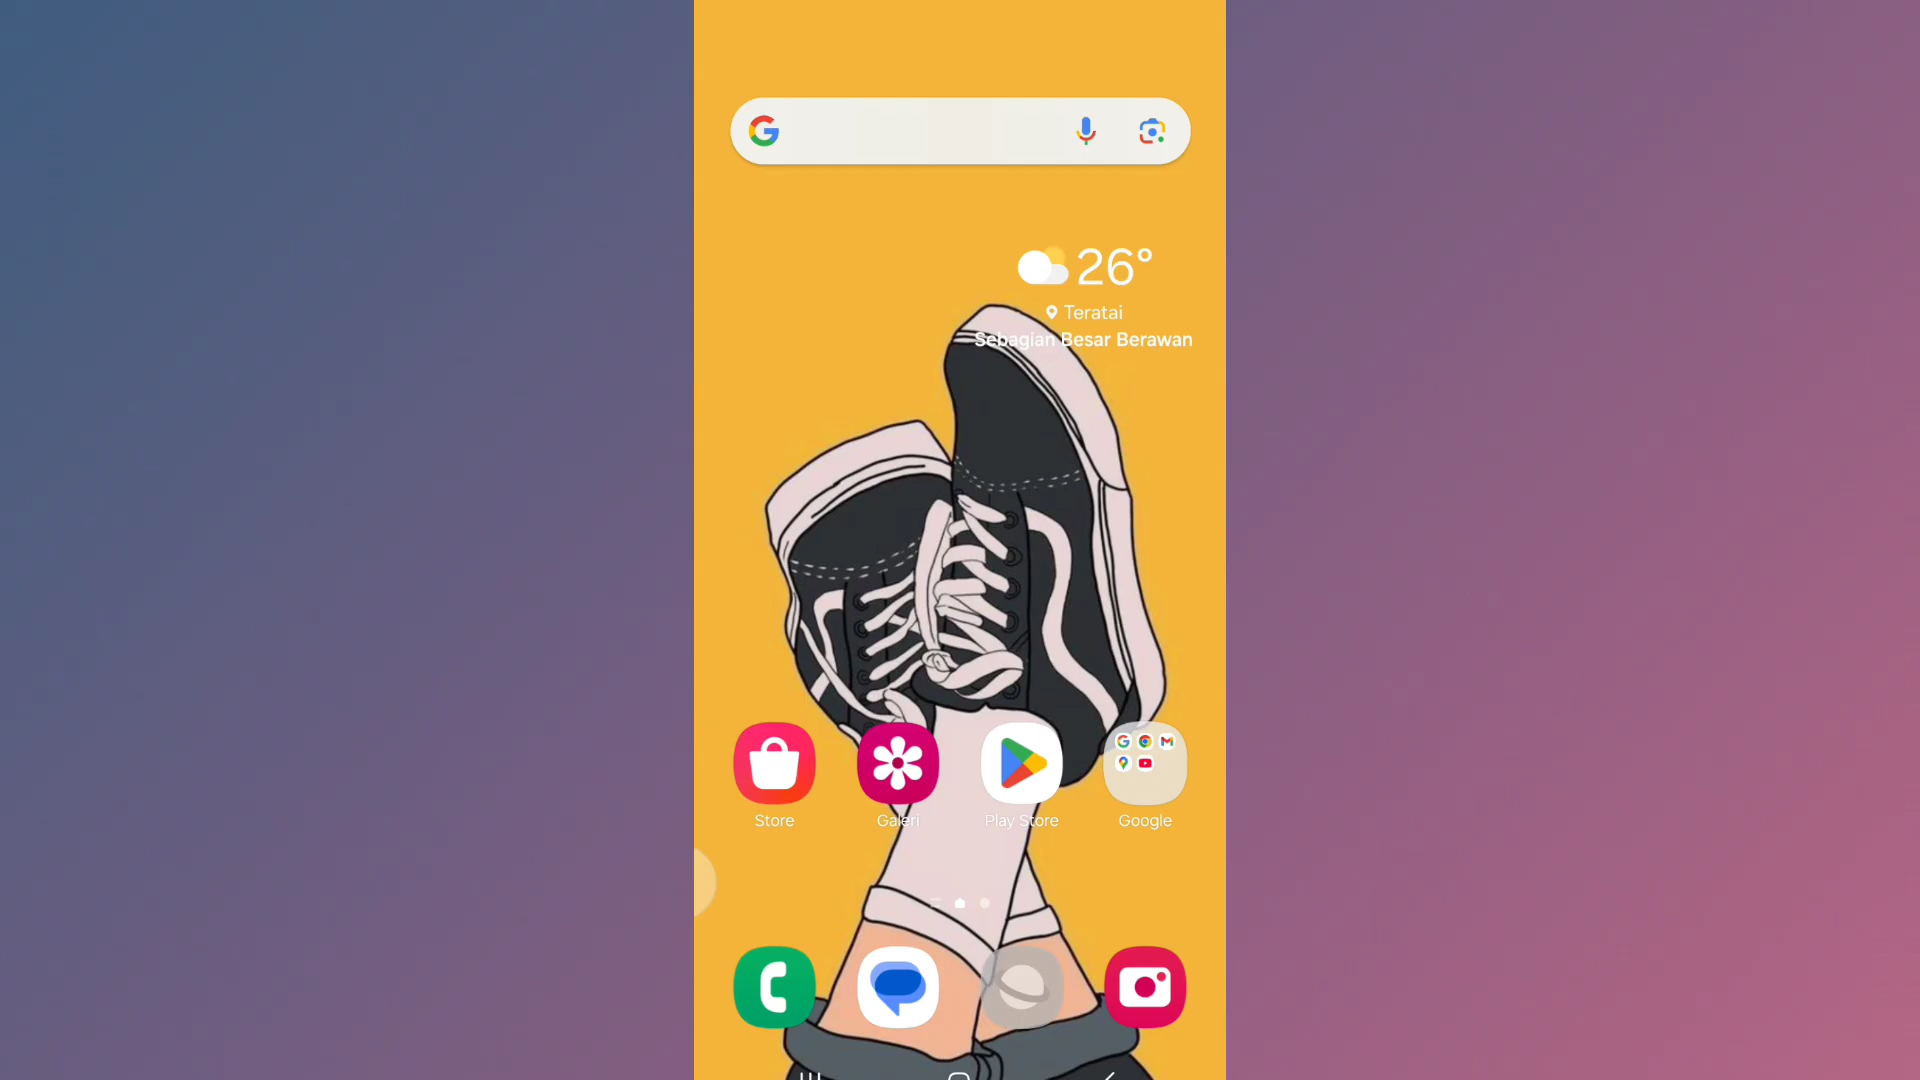 26°
Teratai
Sebagian Besar Berawan
Store
Galeri
Play Store
Google